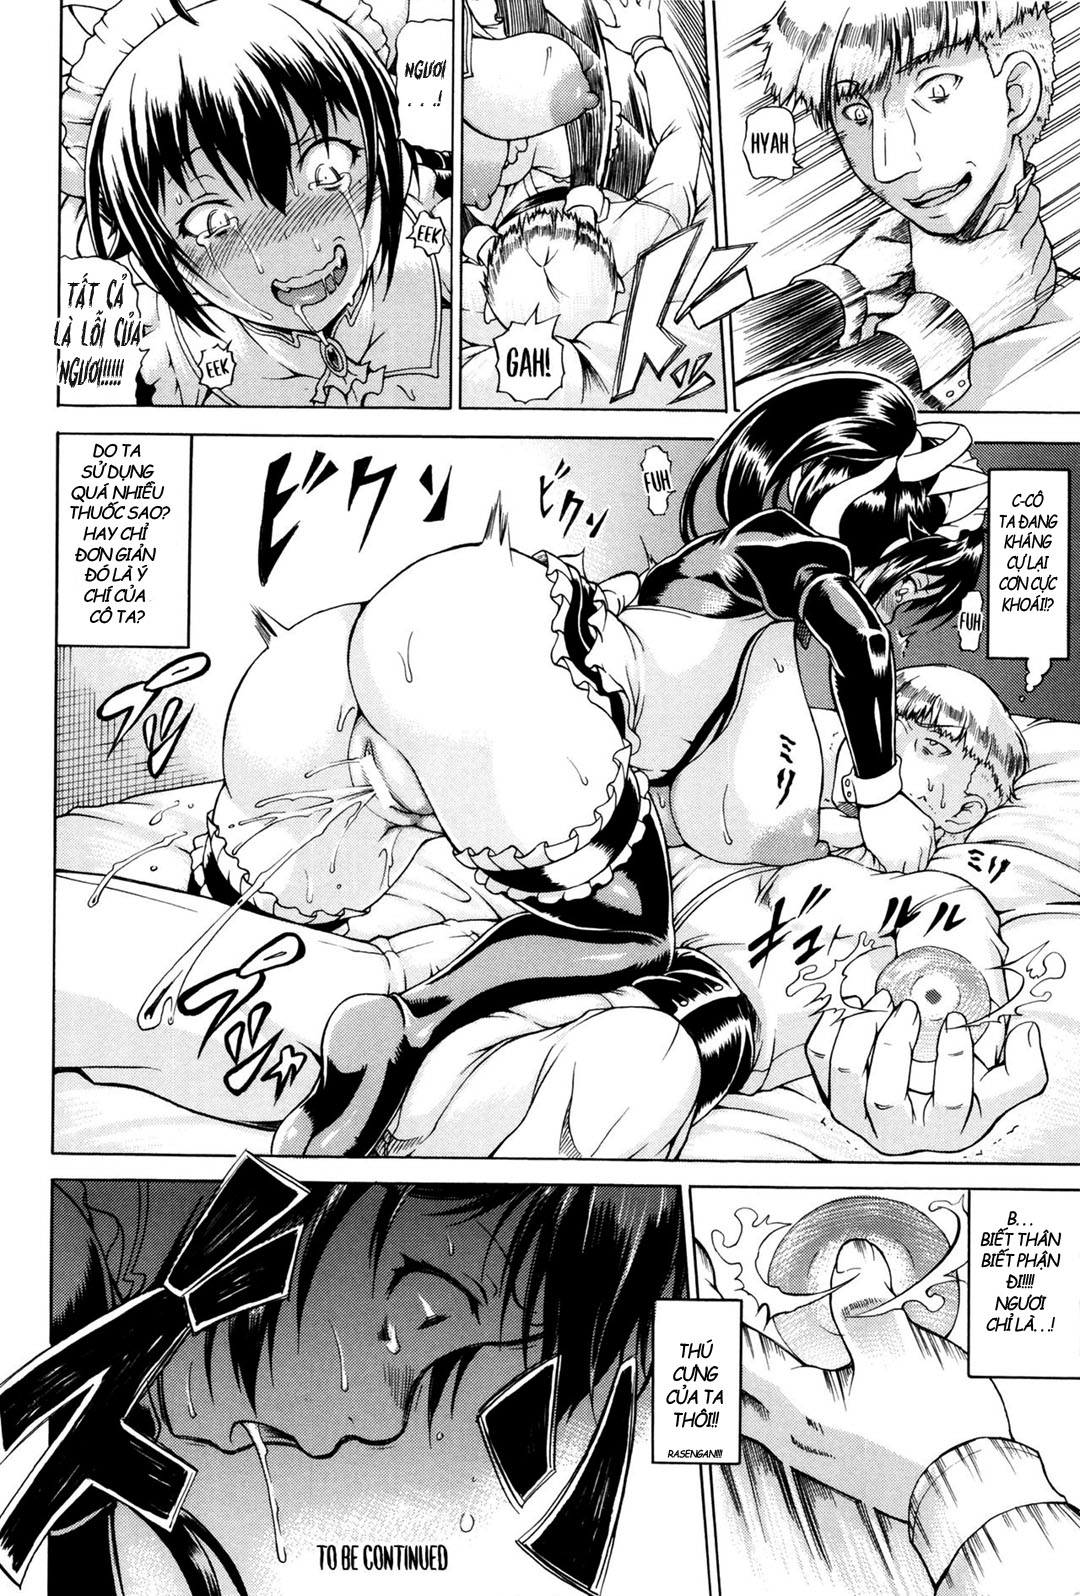 HYAH
GAH!
NGƯƠI
. . .!
EEK
EEK
TẤT CẢ
LÀ LỖI CỦA
NGƯƠI!!!!!!
C-CÔ
TA ĐANG
KHÁNG
CỰ LẠI
CƠN CỰC
KHOÁI!?
FUH
FUH
ビクン
ビクン
DO TA
SỬ DỤNG
QUÁ NHIỀU
THUỐC SAO?
HAY CHỈ
ĐƠN GIẢN
ĐÓ LÀ Ý
CHÍ CỦA
CÔ TA?
ミリ
ミリ
ギュルル
B...
BIẾT THÂN
BIẾT PHẬN
ĐI!!!!
NGƯƠI
CHỈ LÀ...!
THÚ
CƯNG
CỦA TA
THÔI!!!
RASENGAN!!!!
TO BE CONTINUED